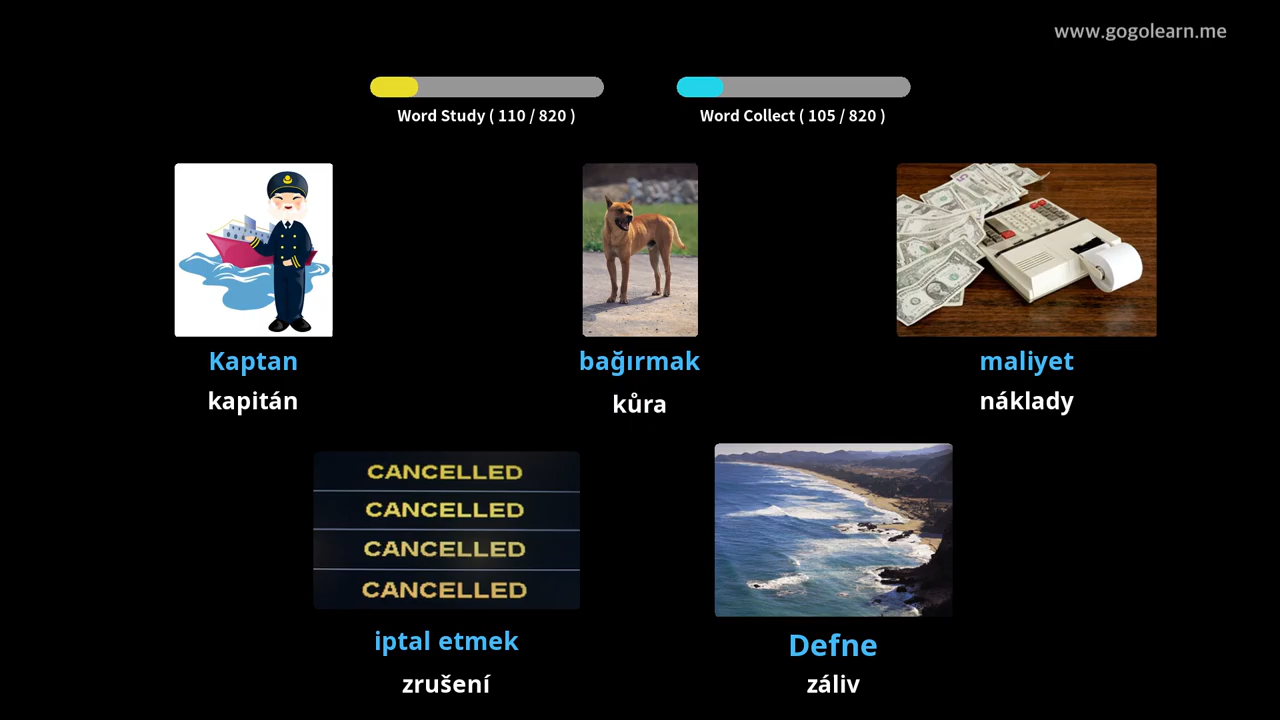 www.gogolearn.me
Word Study ( 110 / 820 )
Word Collect ( 105 / 820 )
Kaptan
kapitán
bağırmak
kůra
maliyet
náklady
CANCELLED
CANCELLED
CANCELLED
CANCELLED
iptal etmek
zrušení
Defne
záliv